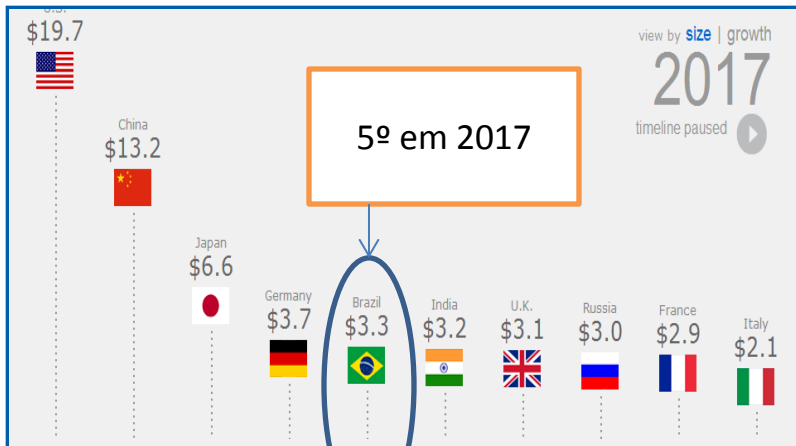 U.S.
$19.7
view by size | growth
2017
timeline paused
5º em 2017
China
$13.2
Japan
$6.6
Germany
$3.7
Brazil
$3.3
India
$3.2
U.K.
$3.1
Russia
$3.0
France
$2.9
Italy
$2.1